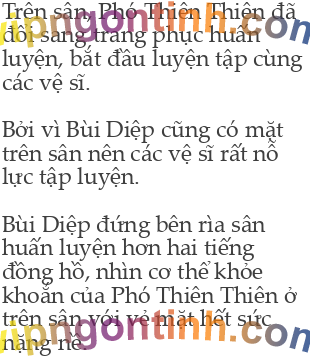 Trên sân, Phó Thiên Thiên đã
đổi sang trang phục huấn
luyện, bắt đầu luyện tập cùng
các vệ sĩ.
Bởi vì Bùi Diệp cũng có mặt
trên sân nên các vệ sĩ rất nỗ
lực tập luyện.
Bùi Diệp đứng bên rìa sân
huấn luyện hơn hai tiếng
đồng hồ, nhìn cơ thể khỏe
khoắn của Phó Thiên Thiên ở
trên sân với vẻ mặt hết sức
nặng nề.
vipngontinh.com
vipngontinh.com